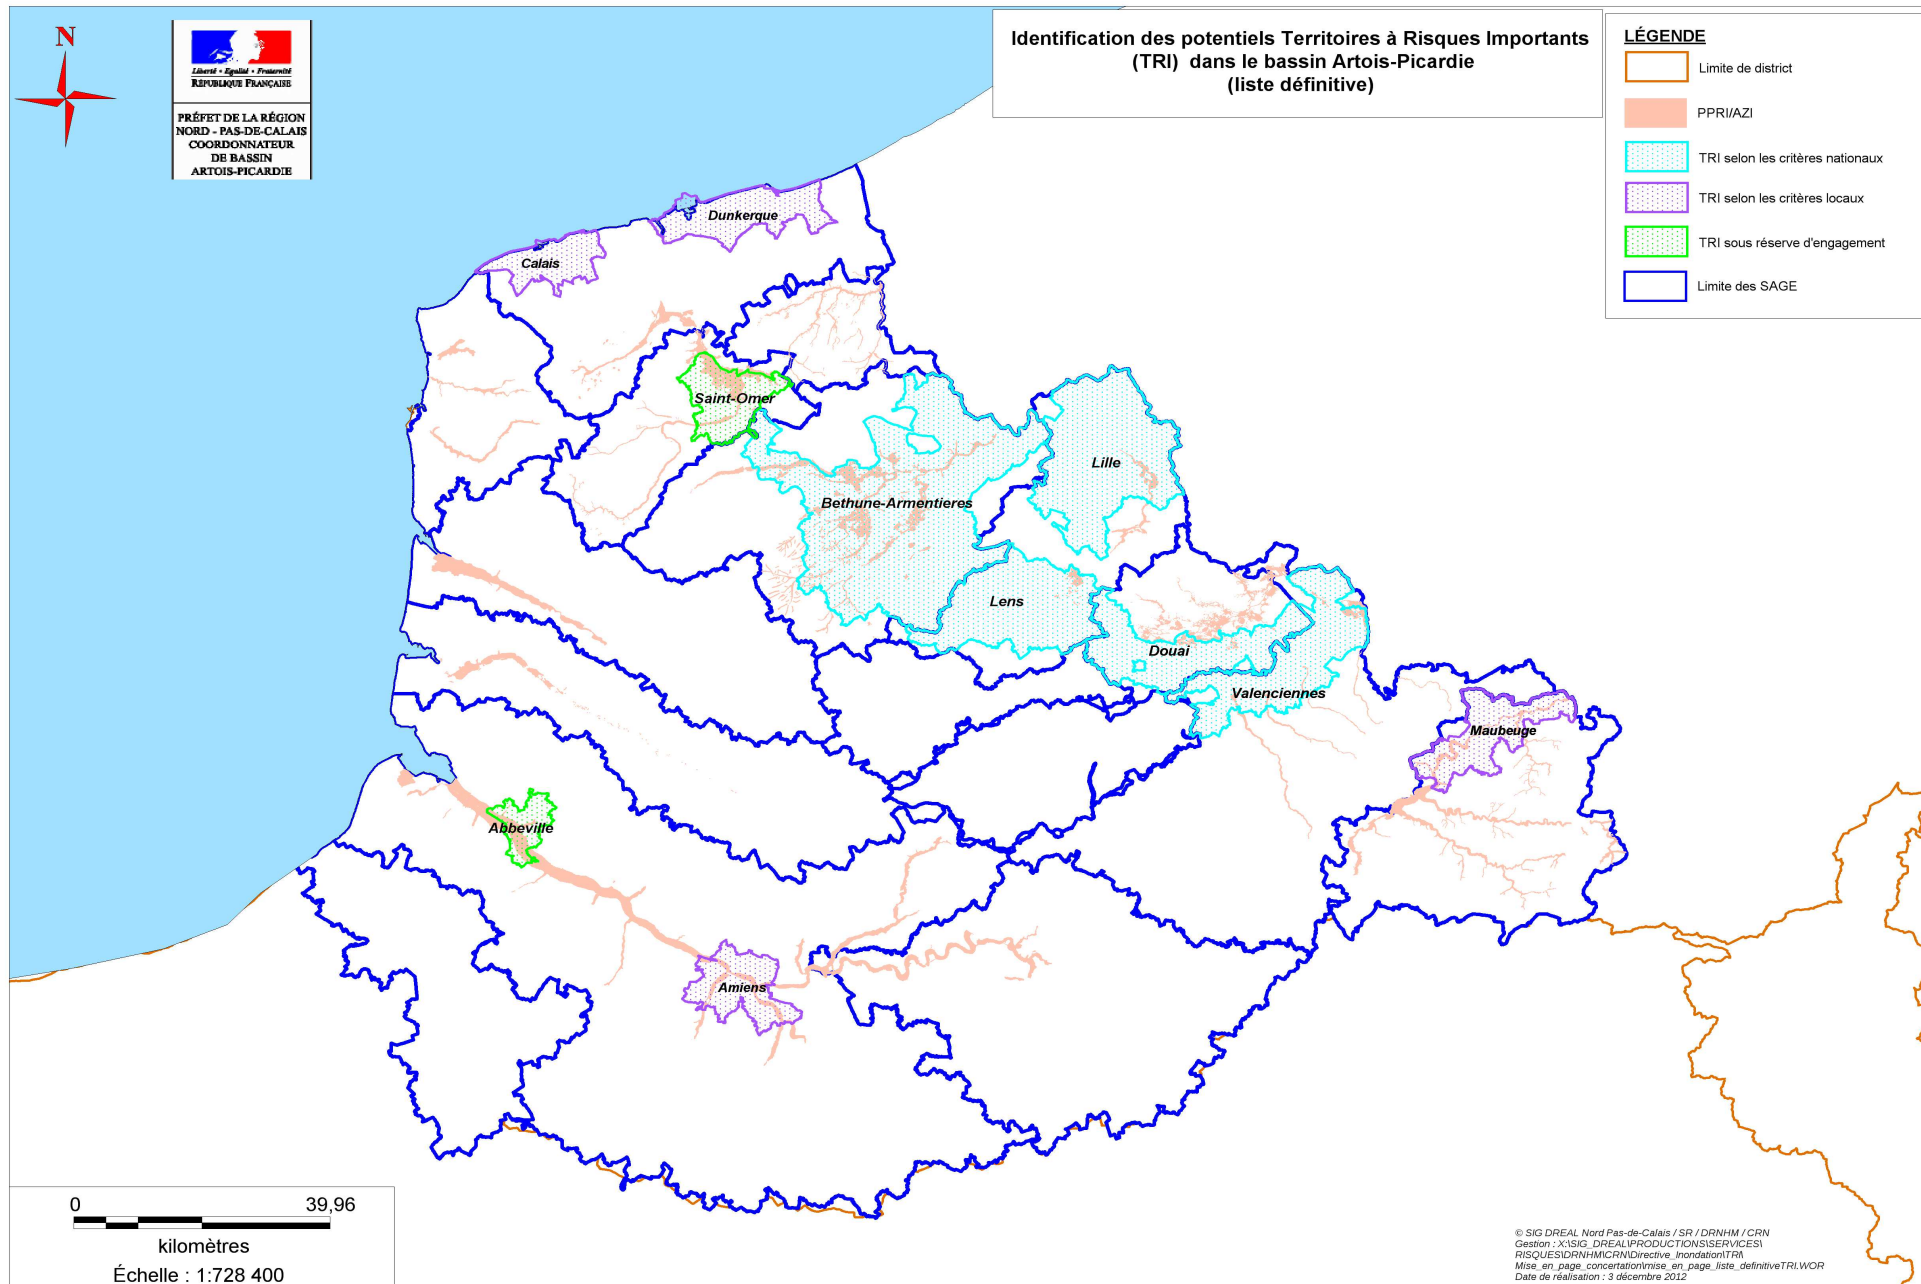 N
Liberté • Egalité • Fraternité
RÉPUBLIQUE FRANÇAISE
PRÉFET DE LA RÉGION
NORD - PAS-DE-CALAIS
COORDONNATEUR
DE BASSIN
ARTOIS-PICARDIE
Identification des potentiels Territoires à Risques Importants
(TRI) dans le bassin Artois-Picardie
(liste définitive)
LÉGENDE
Limite de district
PPRI/AZI
TRI selon les critères nationaux
TRI selon les critères locaux
TRI sous réserve d'engagement
Limite des SAGE
Dunkerque
Calais
Saint-Omer
Lille
Bethune-Armentieres
Lens
Douai
Valenciennes
Maubeuge
Abbeville
Amiens
0 39,96
kilomètres
Échelle : 1:728 400
© SIG DREAL Nord Pas-de-Calais / SR / DRNHM / CRN
Gestion : X:\SIG_DREAL\PRODUCTIONS\SERVICES\
RISQUES\DRNHM\CRN\Directive_Inondation\TRI\
Mise_en_page_concertation\mise_en_page_liste_definitiveTRI.WOR
Date de réalisation : 3 décembre 2012